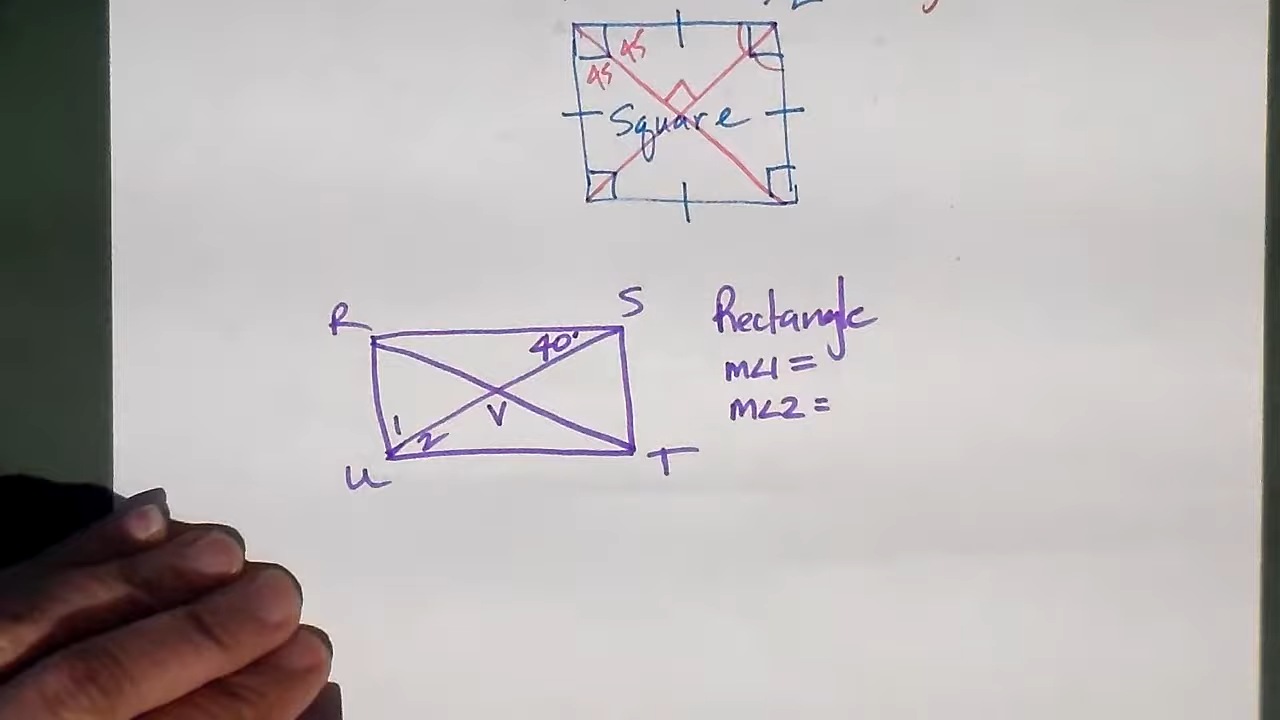 45
45
Square
R
S
Rectangle
40°
m∠1 =
V
m∠2 =
1
2
U
T